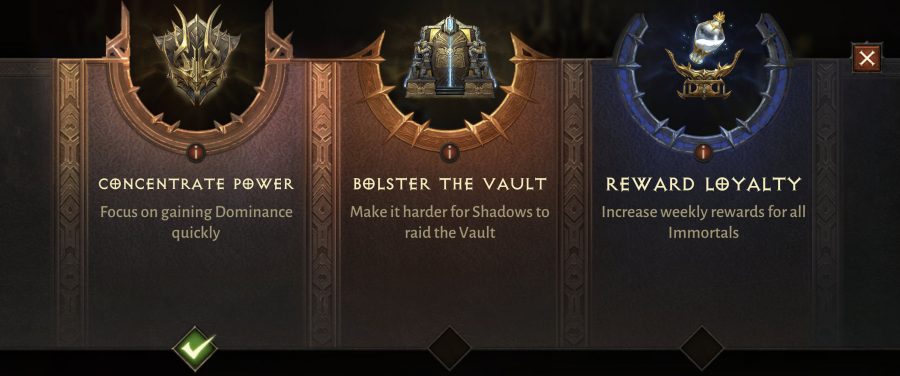 CONCENTRATE POWER
Focus on gaining Dominance
quickly
BOLSTER THE VAULT
Make it harder for Shadows to
raid the Vault
REWARD LOYALTY
Increase weekly rewards for all
Immortals